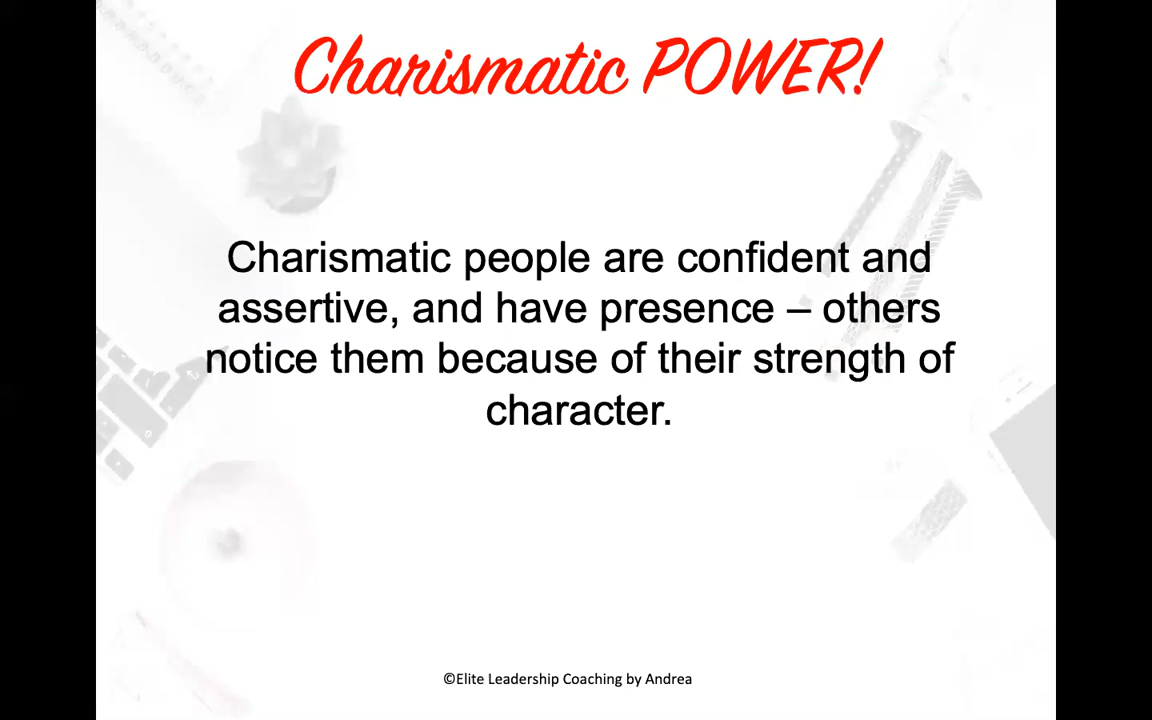 Charismatic POWER!
Charismatic people are confident and
assertive, and have presence – others
notice them because of their strength of
character.
©Elite Leadership Coaching by Andrea